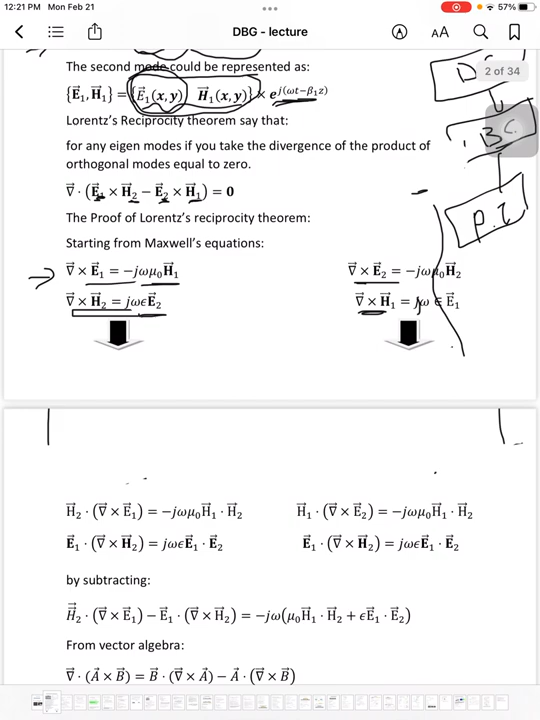 12:21 PM Mon Feb 21
57%
DBG - lecture
AA
2 of 34
The second mode could be represented as:
{E⃗₁, H⃗₁} = {E⃗₁(x, y) H⃗₁(x, y)} × e^j(ωt−β₁z)
Lorentz's Reciprocity theorem say that:
for any eigen modes if you take the divergence of the product of
orthogonal modes equal to zero.
∇⃗ · (E⃗₁ × H⃗₂ − E⃗₂ × H⃗₁) = 0
The Proof of Lorentz's reciprocity theorem:
Starting from Maxwell's equations:
∇⃗ × E⃗₁ = −jωμ₀H⃗₁ ∇⃗ × E⃗₂ = −jωμ₀H⃗₂
∇⃗ × H⃗₂ = jωϵE⃗₂ ∇⃗ × H⃗₁ = jω ∈ E⃗₁
B.C.
P.I
H⃗₂ · (∇⃗ × E⃗₁) = −jωμ₀H⃗₁ · H⃗₂ H⃗₁ · (∇⃗ × E⃗₂) = −jωμ₀H⃗₁ · H⃗₂
E⃗₁ · (∇⃗ × H⃗₂) = jωϵE⃗₁ · E⃗₂ E⃗₁ · (∇⃗ × H⃗₂) = jωϵE⃗₁ · E⃗₂
by subtracting:
H⃗₂ · (∇⃗ × E⃗₁) − E⃗₁ · (∇⃗ × H⃗₂) = −jω(μ₀H⃗₁ · H⃗₂ + ϵE⃗₁ · E⃗₂)
From vector algebra:
∇⃗ · (A⃗ × B⃗) = B⃗ · (∇⃗ × A⃗) − A⃗ · (∇⃗ × B⃗)